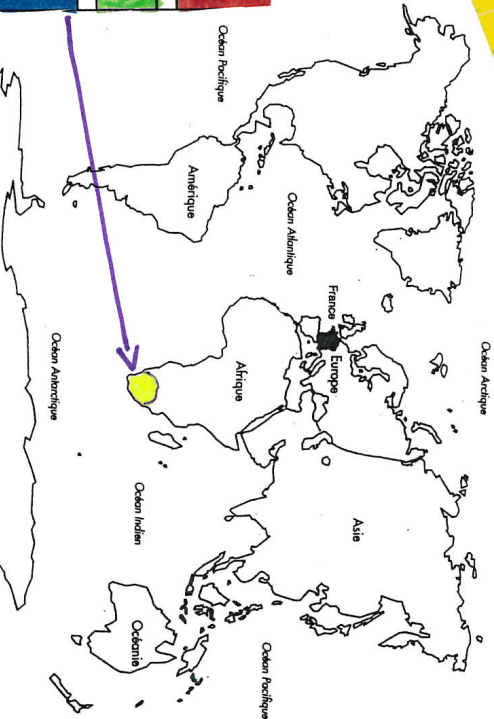 Océan Arctique
Asie
France
Europe
Océan Atlantique
Océan Pacifique
Afrique
Océan Pacifique
Amérique
Océan Indien
Océanie
Océan Antarctique